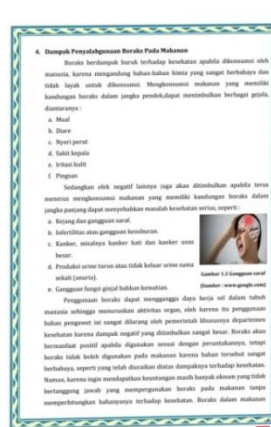 4. Dampak Penyalahgunaan Boraks Pada Makanan
Boraks berdampak buruk terhadap kesehatan apabila dikonsumsi oleh
manusia, karena mengandung bahan-bahan kimia yang sangat berbahaya dan
tidak layak untuk dikonsumsi. Mengkonsumsi makanan yang memiliki
kandungan boraks dalam jangka pendek,dapat menimbulkan berbagai gejala,
diantaranya :
a. Mual
b. Diare
c. Nyeri perut
d. Sakit kepala
e. Iritasi kulit
f. Pingsan
Sedangkan efek negatif lainnya juga akan ditimbulkan apabila terus
menerus mengkonsumsi makanan yang memiliki kandungan boraks dalam
jangka panjang dapat menyebabkan masalah kesehatan serius, seperti :
a. Kejang dan gangguan saraf.
b. Infertilitas atau gangguan kesuburan.
c. Kanker, misalnya kanker hati dan kanker usus
besar.
d. Produksi urine turun atau tidak keluar urine sama
sekali (anuria).
e. Gangguan fungsi ginjal bahkan kematian.
Gambar 1.2 Gangguan saraf
(Sumber : www.google.com)
Penggunaan boraks dapat mengganggu daya kerja sel dalam tubuh
manusia sehingga menurunkan aktivitas organ, oleh karena itu penggunaan
bahan pengawet ini sangat dilarang oleh pemerintah khususnya departemen
kesehatan karena dampak negatif yang ditimbulkan sangat besar. Boraks akan
bermanfaat positif apabila digunakan sesuai dengan peruntukannya, tetapi
boraks tidak boleh digunakan pada makanan karena bahan tersebut sangat
berbahaya, seperti yang telah diuraikan diatas dampaknya terhadap kesehatan.
Namun, karena ingin mendapatkan keuntungan masih banyak oknum yang tidak
bertanggung jawab yang mempergunakan boraks pada makanan tanpa
memperhitungkan bahayanya terhadap kesehatan. Boraks dalam makanan